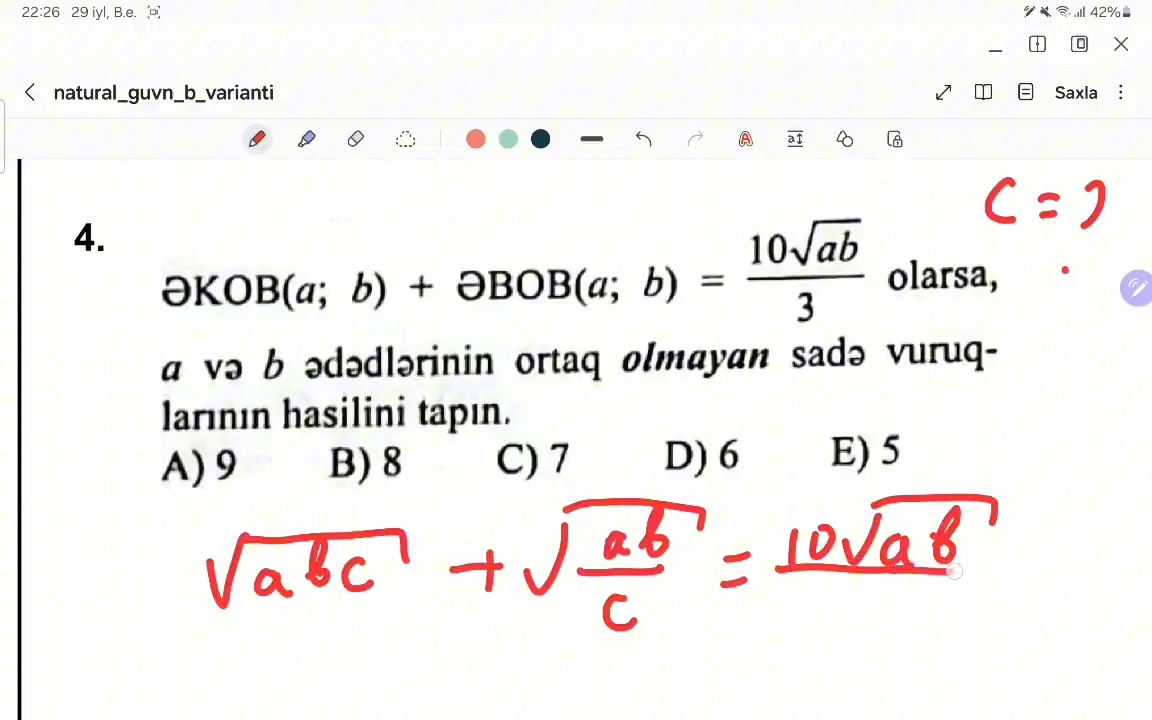 22:26 29 iyl, B.e. 42%
natural_guvn_b_varianti Saxla
C = ?
4.
ƏKOB(a; b) + ƏBOB(a; b) = 10√ab / 3 olarsa,
a və b ədədlərinin ortaq olmayan sadə vuruq-
larının hasilini tapın.
A) 9 B) 8 C) 7 D) 6 E) 5
√abc + √ab/c = 10√ab